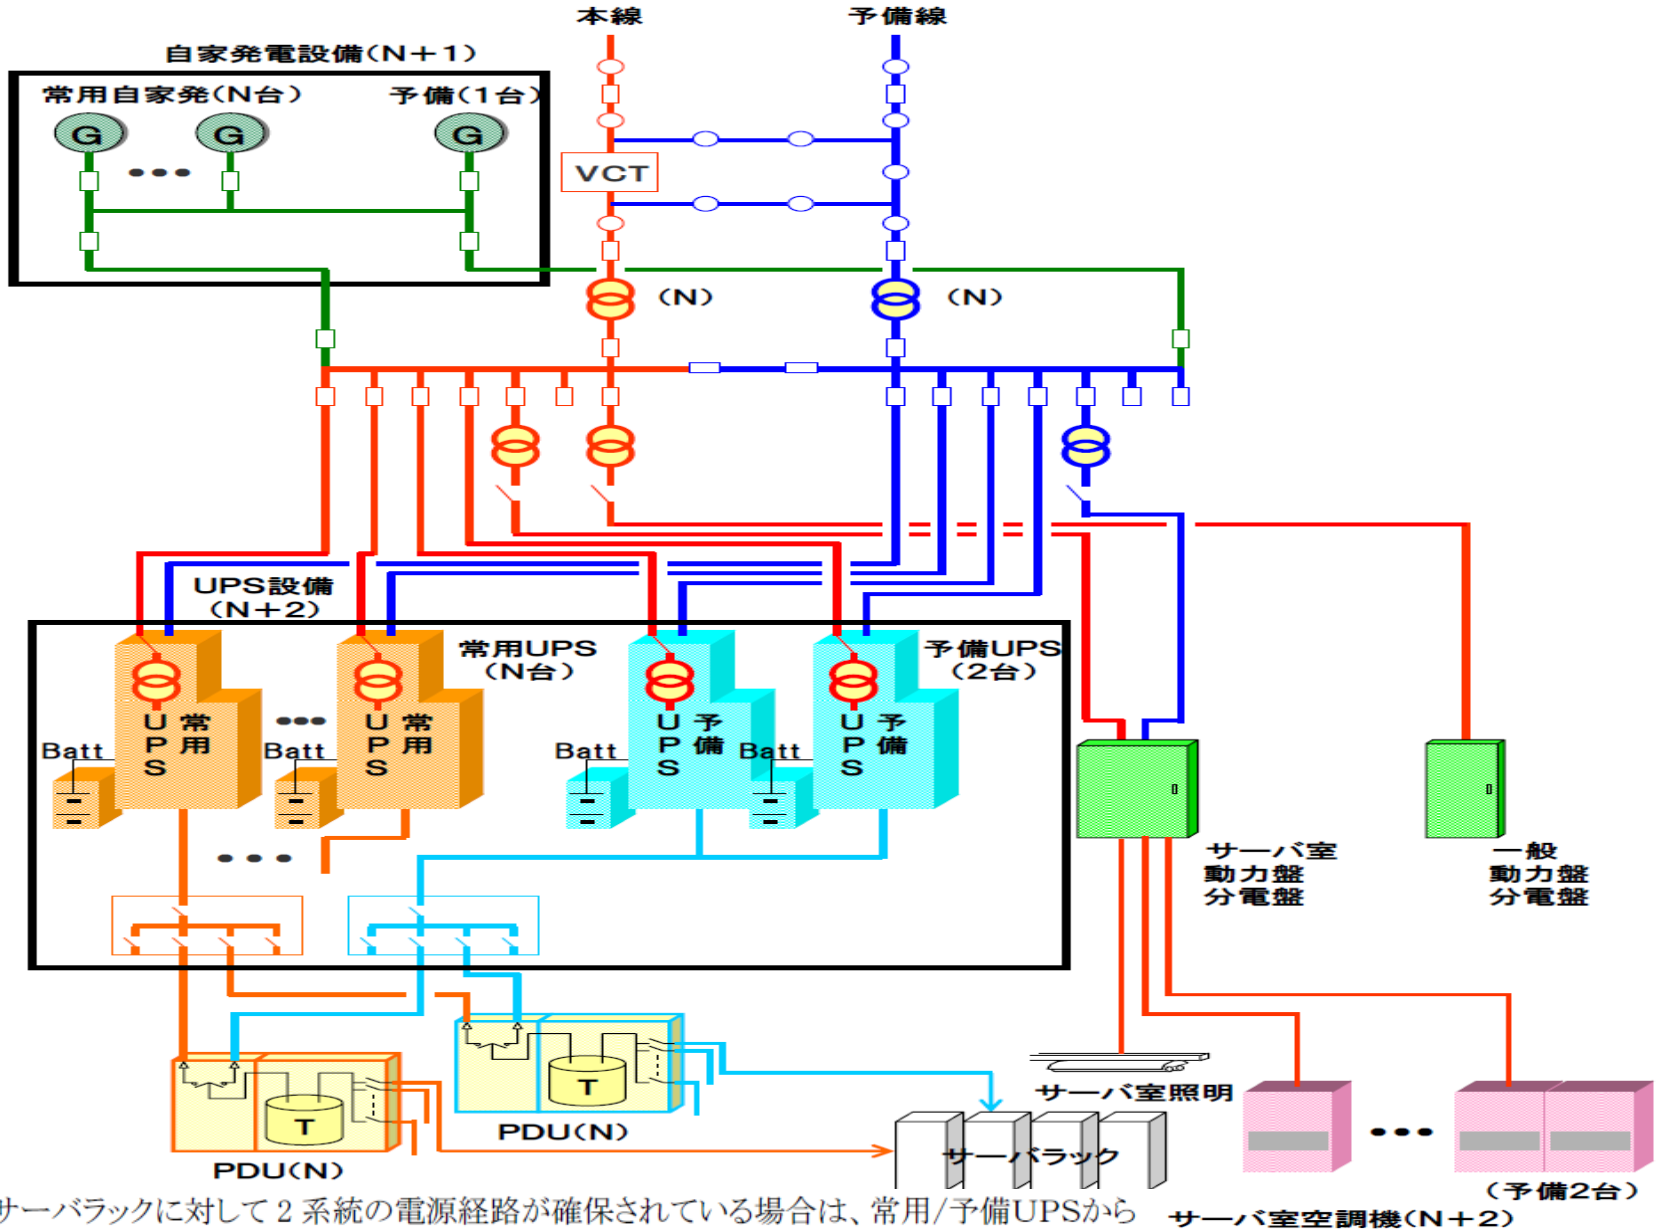 本線
予備線
自家発電設備(N+1)
常用自家発(N台)
予備(1台)
G
G
G
VCT
(N)
(N)
UPS設備
(N+2)
常用UPS
(N台)
予備UPS
(2台)
常用
UPS
常用
UPS
予備
UPS
予備
UPS
Batt
Batt
Batt
Batt
サーバ室
動力盤
分電盤
一般
動力盤
分電盤
T
PDU(N)
T
PDU(N)
サーバ室照明
サーバラック
(予備2台)
サーバ室空調機(N+2)
サーバラックに対して2系統の電源経路が確保されている場合は、常用/予備UPSから